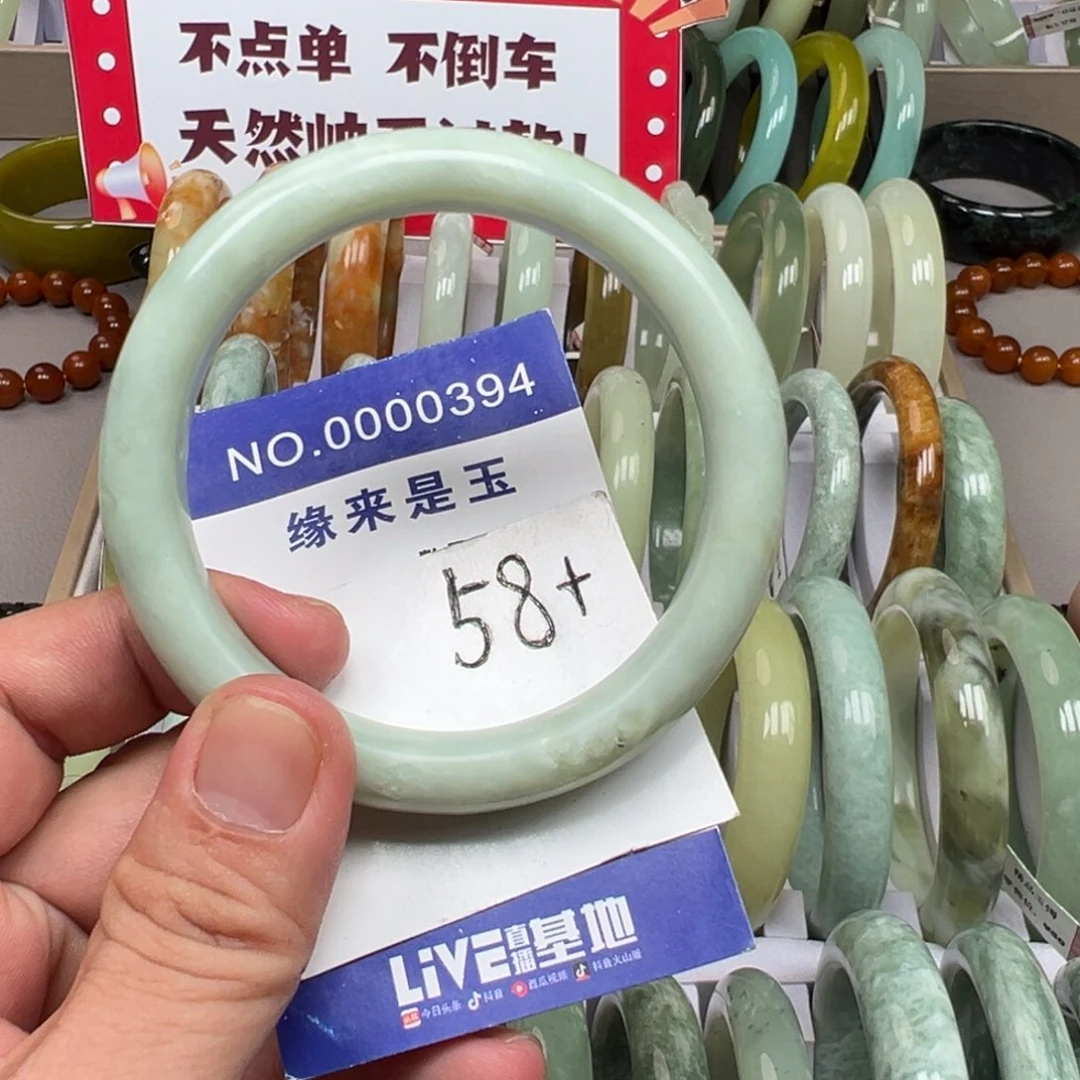 不点单 不倒车
天然
NO.0000394
缘来是玉
58+
LiVE直播基地
今日头条 抖音 西瓜视频 抖音火山版